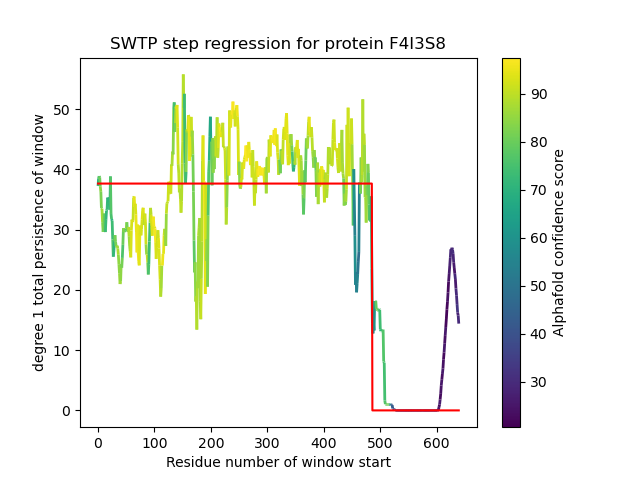 SWTP step regression for protein F4I3S8
degree 1 total persistence of window
50
40
30
20
10
0
0 100 200 300 400 500 600
Residue number of window start
90
80
70
60
50
40
30
Alphafold confidence score